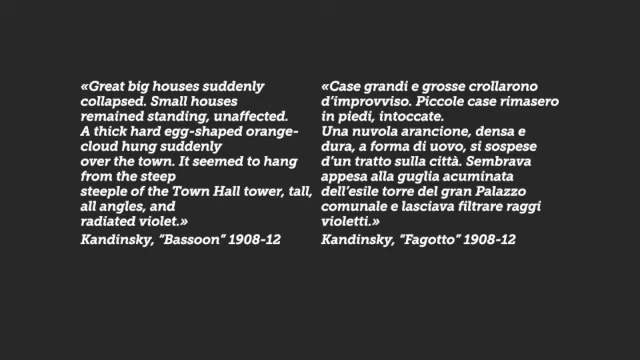 «Great big houses suddenly
collapsed. Small houses
remained standing, unaffected.
A thick hard egg-shaped orange-
cloud hung suddenly
over the town. It seemed to hang
from the steep
steeple of the Town Hall tower, tall,
all angles, and
radiated violet.»
Kandinsky, “Bassoon” 1908-12
«Case grandi e grosse crollarono
d’improvviso. Piccole case rimasero
in piedi, intoccate.
Una nuvola arancione, densa e
dura, a forma di uovo, si sospese
d’un tratto sulla città. Sembrava
appesa alla guglia acuminata
dell’esile torre del gran Palazzo
comunale e lasciava filtrare raggi
violetti.»
Kandinsky, “Fagotto” 1908-12